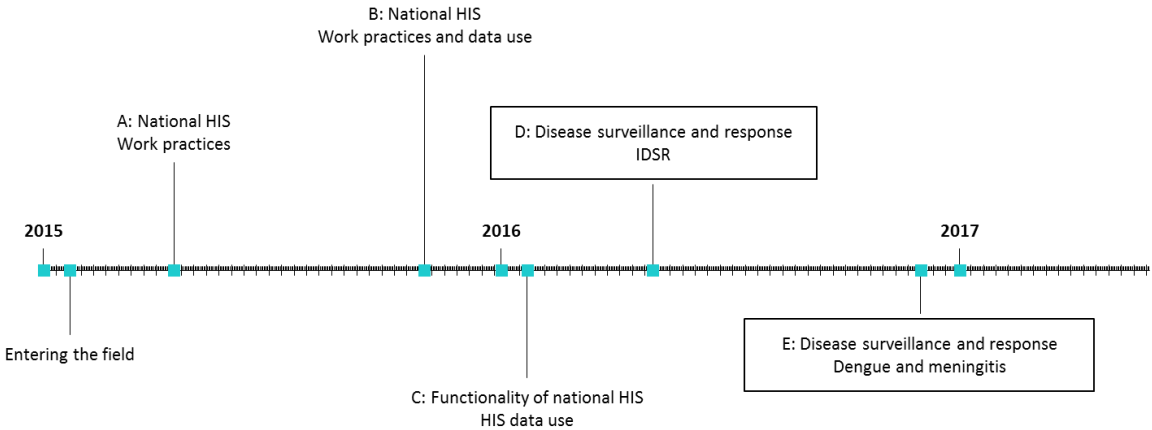 B: National HIS
Work practices and data use
A: National HIS
Work practices
D: Disease surveillance and response
IDSR
2015
2016
2017
Entering the field
E: Disease surveillance and response
Dengue and meningitis
C: Functionality of national HIS
HIS data use